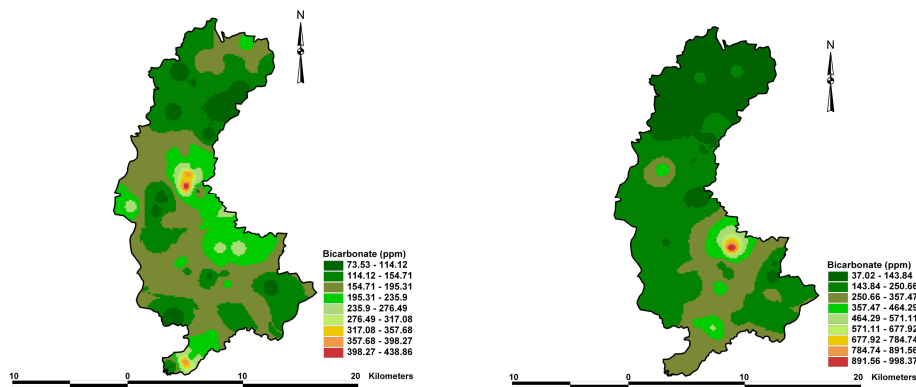 N
Bicarbonate (ppm)
73.53 - 114.12
114.12 - 154.71
154.71 - 195.31
195.31 - 235.9
235.9 - 276.49
276.49 - 317.08
317.08 - 357.68
357.68 - 398.27
398.27 - 438.86
10 0 10 20 Kilometers
N
Bicarbonate (ppm)
37.02 - 143.84
143.84 - 250.66
250.66 - 357.47
357.47 - 464.29
464.29 - 571.11
571.11 - 677.92
677.92 - 784.74
784.74 - 891.56
891.56 - 998.37
10 0 10 20 Kilometers